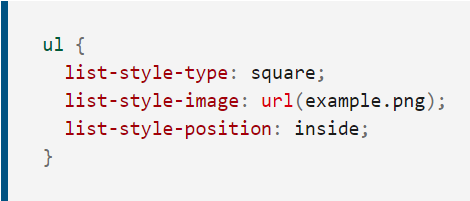 ul {
  list-style-type: square;
  list-style-image: url(example.png);
  list-style-position: inside;
}